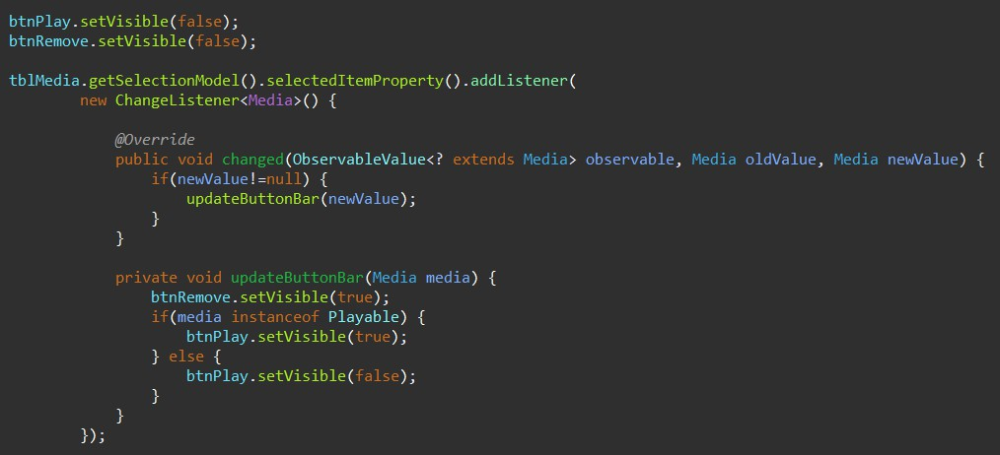 btnPlay.setVisible(false);
btnRemove.setVisible(false);

tblMedia.getSelectionModel().selectedItemProperty().addListener(
        new ChangeListener<Media>() {

            @Override
            public void changed(ObservableValue<? extends Media> observable, Media oldValue, Media newValue) {
                if(newValue!=null) {
                    updateButtonBar(newValue);
                }
            }

            private void updateButtonBar(Media media) {
                btnRemove.setVisible(true);
                if(media instanceof Playable) {
                    btnPlay.setVisible(true);
                } else {
                    btnPlay.setVisible(false);
                }
            }
        });